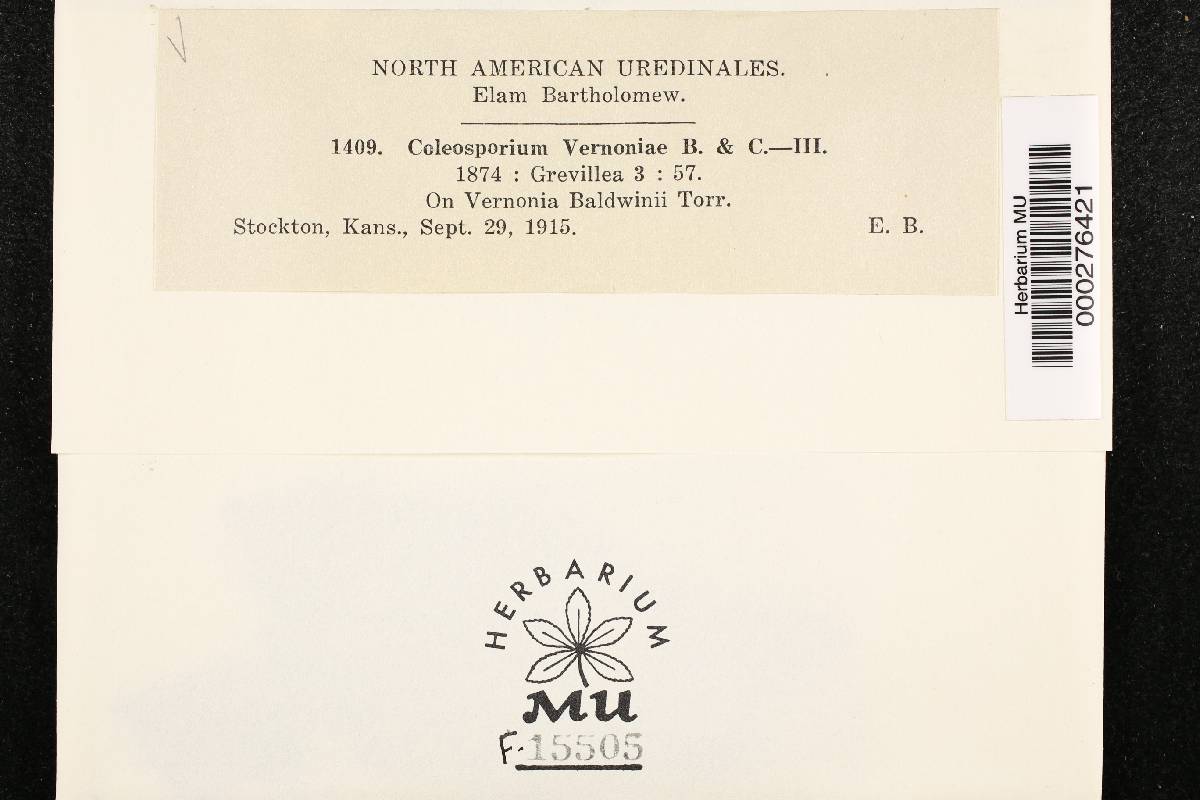 NORTH AMERICAN UREDINALES.
Elam Bartholomew.
1409. Coleosporium Vernoniae B. & C.—III.
1874 : Grevillea 3 : 57.
On Vernonia Baldwinii Torr.
Stockton, Kans., Sept. 29, 1915. E. B.
Herbarium MU
000276421
HERBARIUM
MU
F. 15505